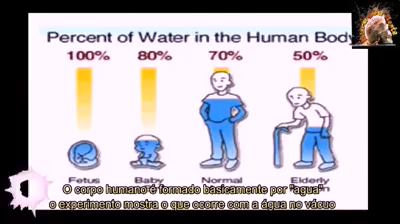 Percent of Water in the Human Body
100% 80% 70% 50%
Fetus Baby Normal Elderly
O corpo humano é formado basicamente por "agua"
o experimento mostra o que ocorre com a água no vácuo